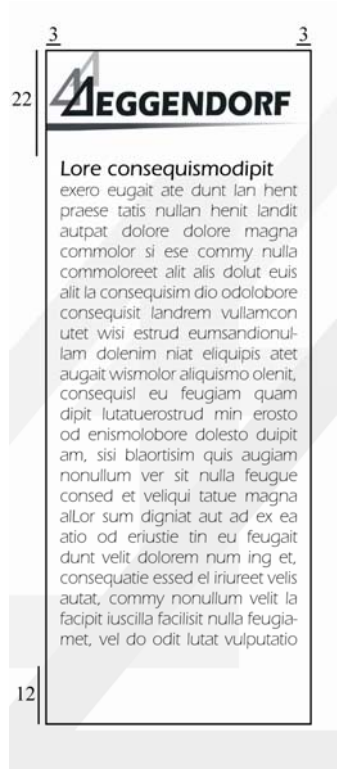 3 3
22
AEGGENDORF
Lore consequismodipit
exero eugait ate dunt lan hent
praese tatis nullan henit landit
autpat dolore dolore magna
commolor si ese commy nulla
commoloreet alit alis dolut euis
alit la consequisim dio odolobore
consequisit landrem vullamcon
utet wisi estrud eumsandionul-
lam dolenim niat eliquipis atet
augait wismolor aliquismo olenit,
consequisl eu feugiam quam
dipit lutatuerostrud min erosto
od enismolobore dolesto duipit
am, sisi blaortisim quis augiam
nonullum ver sit nulla feugue
consed et veliqui tatue magna
alLor sum digniat aut ad ex ea
atio od eriustie tin eu feugait
dunt velit dolorem num ing et,
consequatie essed el iriureet velis
autat, commy nonullum velit la
facipit iuscilla facilisit nulla feugia-
met, vel do odit lutat vulputatio
12